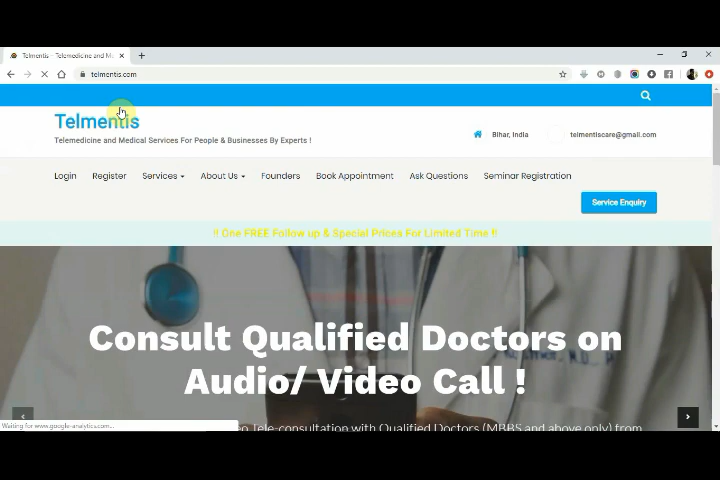 Telmentis - Telemedicine and M
telmentis.com
Telmentis
Telemedicine and Medical Services For People & Businesses By Experts !
Bihar, India
telmentiscare@gmail.com
Login Register Services About Us Founders Book Appointment Ask Questions Seminar Registration
Service Enquiry
!! One FREE Follow up & Special Prices For Limited Time !!
Consult Qualified Doctors on
Audio/ Video Call !
Tele-consultation with Qualified Doctors (MBBS and above only) from
Waiting for www.google-analytics.com...